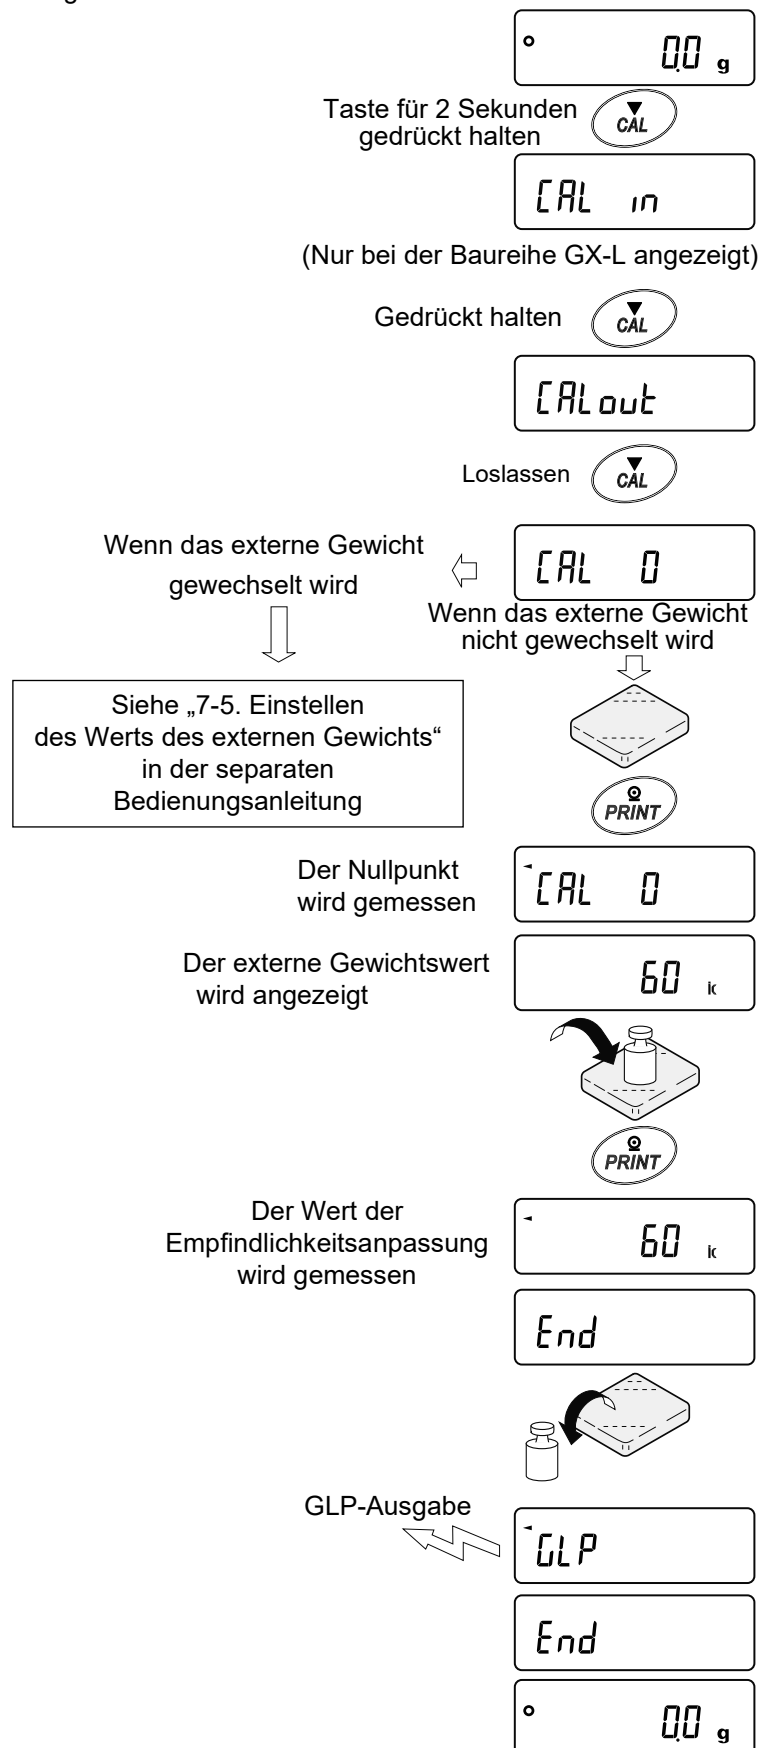 0.0 g
Taste für 2 Sekunden
gedrückt halten
CAL
CAL in
(Nur bei der Baureihe GX-L angezeigt)
Gedrückt halten
CAL
CALout
Loslassen
CAL
Wenn das externe Gewicht
gewechselt wird
CAL 0
Wenn das externe Gewicht
nicht gewechselt wird
Siehe „7-5. Einstellen
des Werts des externen Gewichts“
in der separaten
Bedienungsanleitung
PRINT
Der Nullpunkt
wird gemessen
CAL 0
Der externe Gewichtswert
wird angezeigt
60
PRINT
Der Wert der
Empfindlichkeitsanpassung
wird gemessen
60
End
GLP-Ausgabe
GLP
End
0.0 g